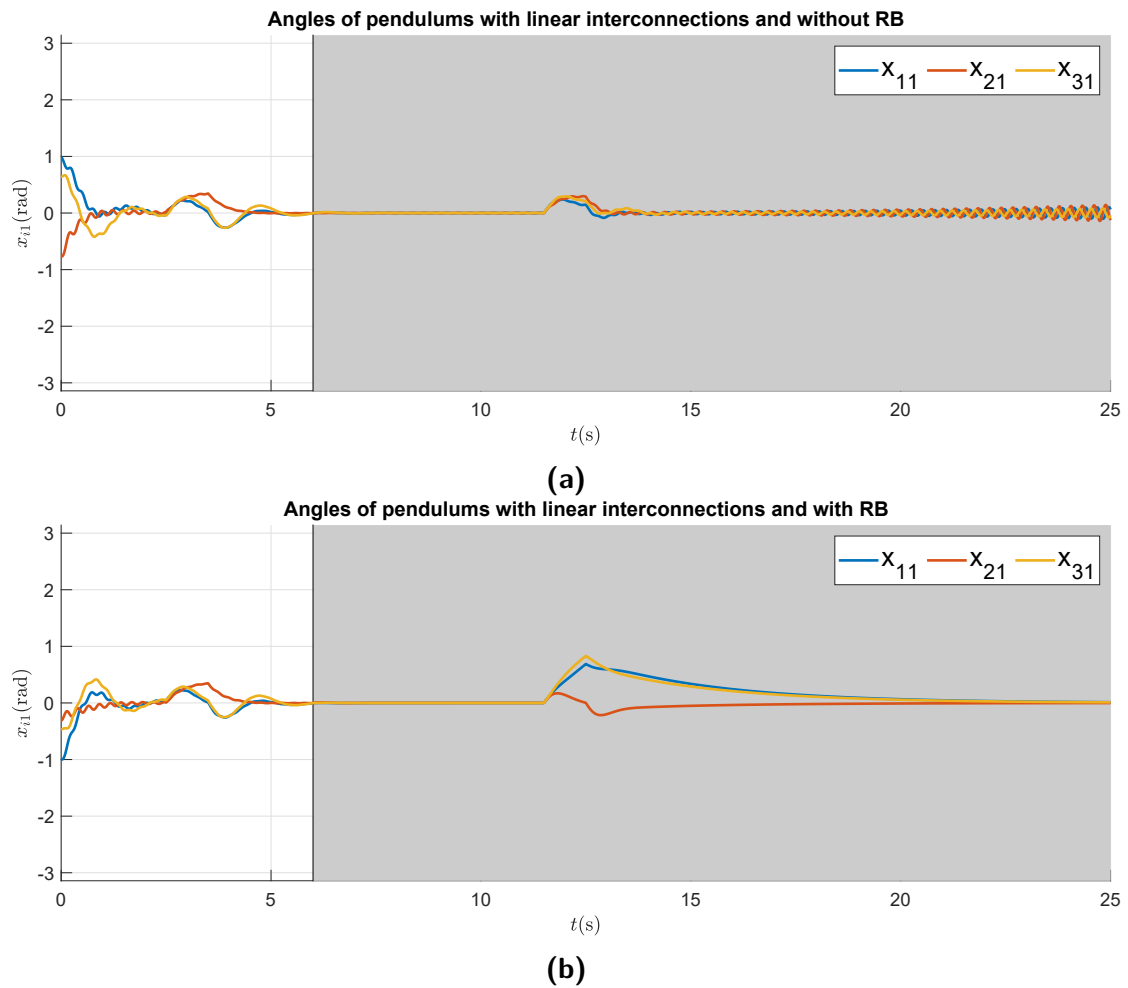 Angles of pendulums with linear interconnections and without RB
3
2
1
0
-1
-2
-3
x_{i1}(rad)
x_{11} x_{21} x_{31}
0 5 10 15 20 25
t(s)
(a)
Angles of pendulums with linear interconnections and with RB
3
2
1
0
-1
-2
-3
x_{i1}(rad)
x_{11} x_{21} x_{31}
0 5 10 15 20 25
t(s)
(b)